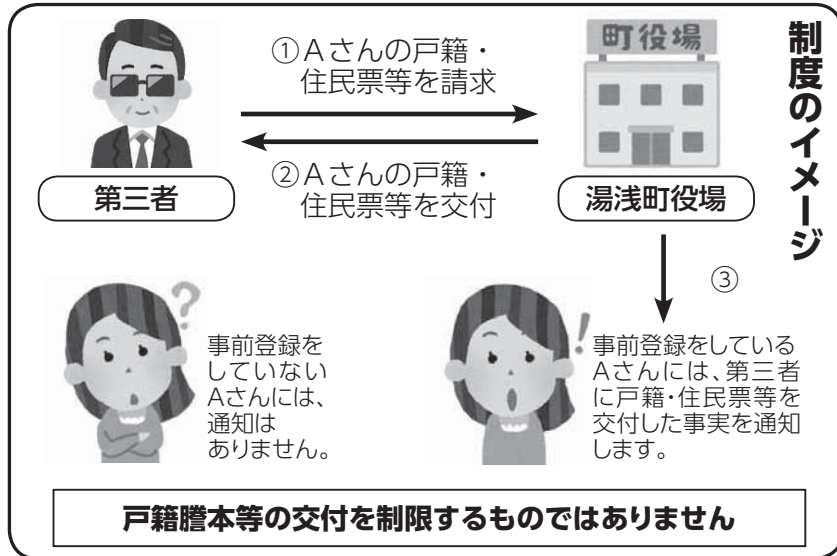 制度のイメージ
①Aさんの戸籍・
住民票等を請求
町役場
②Aさんの戸籍・
住民票等を交付
第三者
湯浅町役場
③
?
事前登録を
していない
Aさんには、
通知は
ありません。
!
事前登録をしている
Aさんには、第三者
に戸籍・住民票等を
交付した事実を通知
します。
戸籍謄本等の交付を制限するものではありません